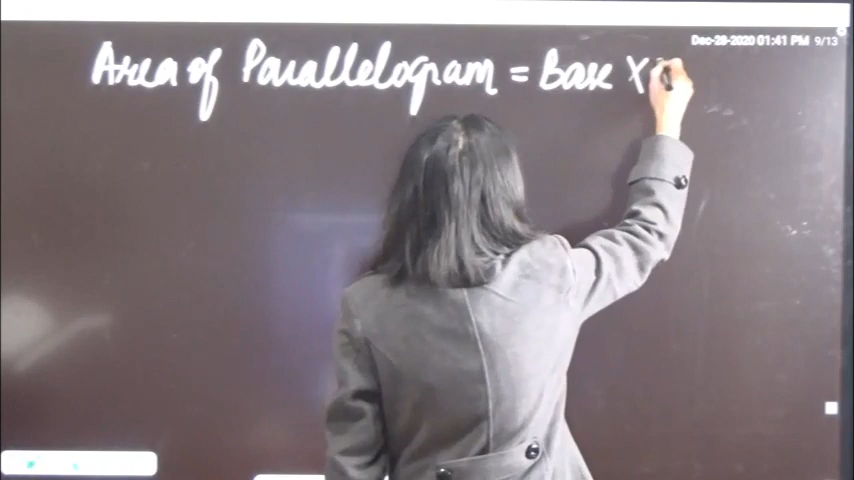 Dec-28-2020 01:41 PM 9/13
Area of Parallelogram = Base X